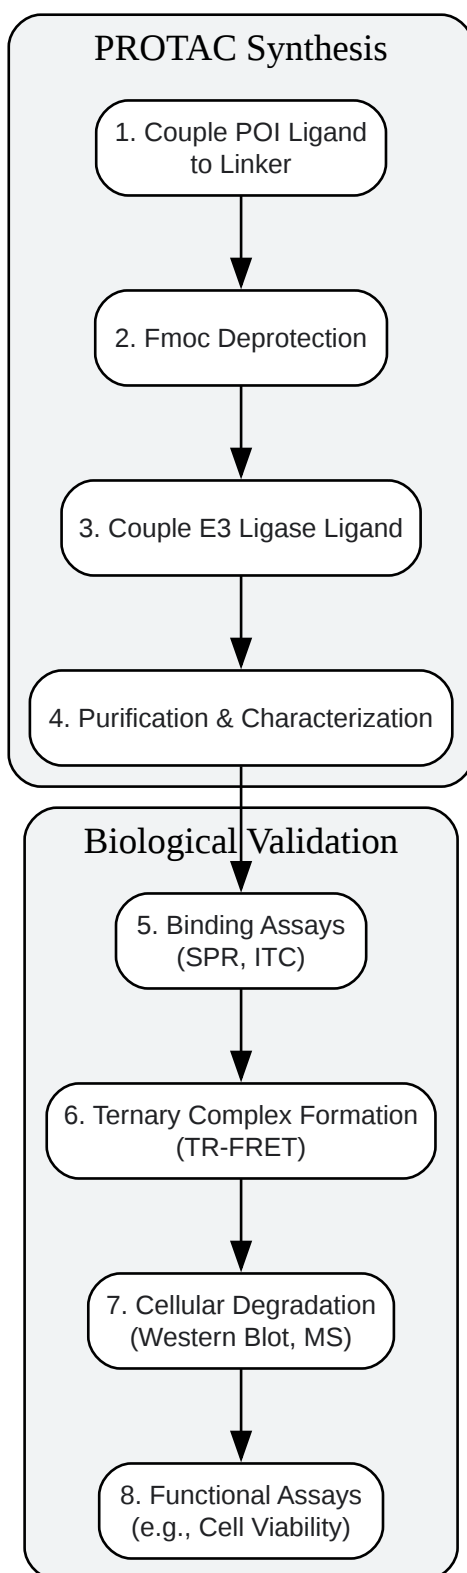 PROTAC Synthesis
1. Couple POI Ligand
to Linker
2. Fmoc Deprotection
3. Couple E3 Ligase Ligand
4. Purification & Characterization
Biological Validation
5. Binding Assays
(SPR, ITC)
6. Ternary Complex Formation
(TR-FRET)
7. Cellular Degradation
(Western Blot, MS)
8. Functional Assays
(e.g., Cell Viability)